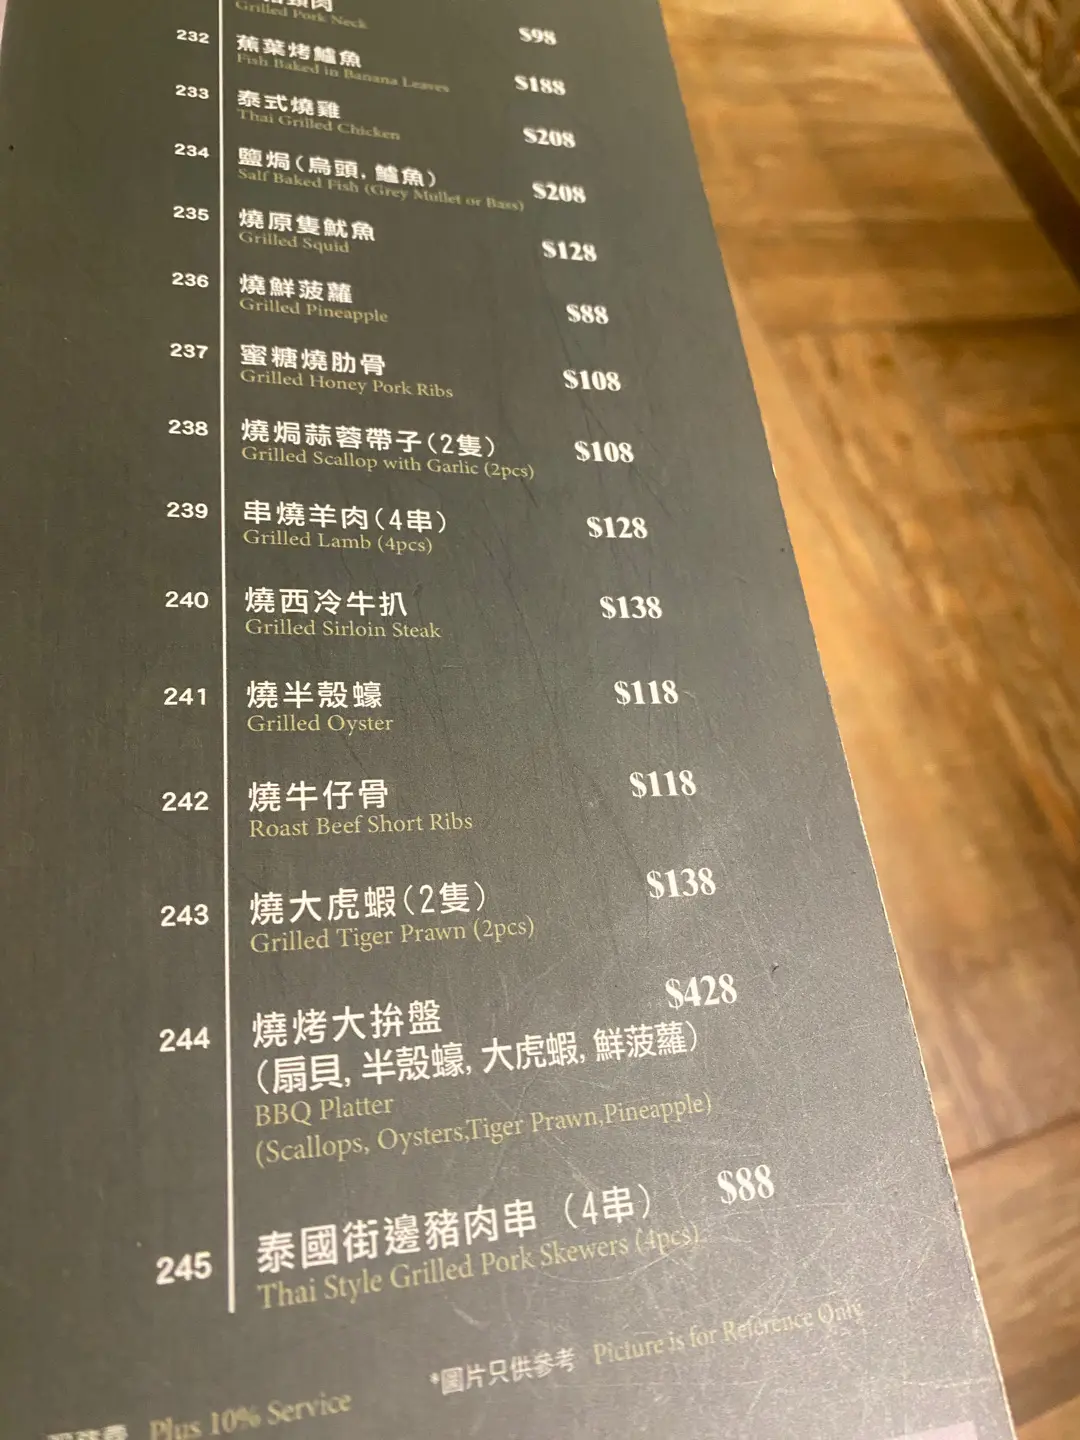 頸肉
Grilled Pork Neck
$98
232
蕉葉烤鱸魚
Fish Baked in Banana Leaves
$188
233
泰式燒雞
Thai Grilled Chicken
$208
234
鹽焗(烏頭, 鱸魚)
Salf Baked Fish (Grey Mullet or Bass)
$208
235
燒原隻魷魚
Grilled Squid
$128
236
燒鮮菠蘿
Grilled Pineapple
$88
237
蜜糖燒肋骨
Grilled Honey Pork Ribs
$108
238
燒焗蒜蓉帶子(2隻)
Grilled Scallop with Garlic (2pcs)
$108
239
串燒羊肉(4串)
Grilled Lamb (4pcs)
$128
240
燒西冷牛扒
Grilled Sirloin Steak
$138
241
燒半殼蠔
Grilled Oyster
$118
242
燒牛仔骨
Roast Beef Short Ribs
$118
243
燒大虎蝦(2隻)
Grilled Tiger Prawn (2pcs)
$138
244
燒烤大拚盤
(扇貝, 半殼蠔, 大虎蝦, 鮮菠蘿)
BBQ Platter
(Scallops, Oysters,Tiger Prawn,Pineapple)
$428
245
泰國街邊豬肉串 (4串)
Thai Style Grilled Pork Skewers (4pcs).
$88
*圖片只供參考 Picture is for Reference Only
Plus 10% Service